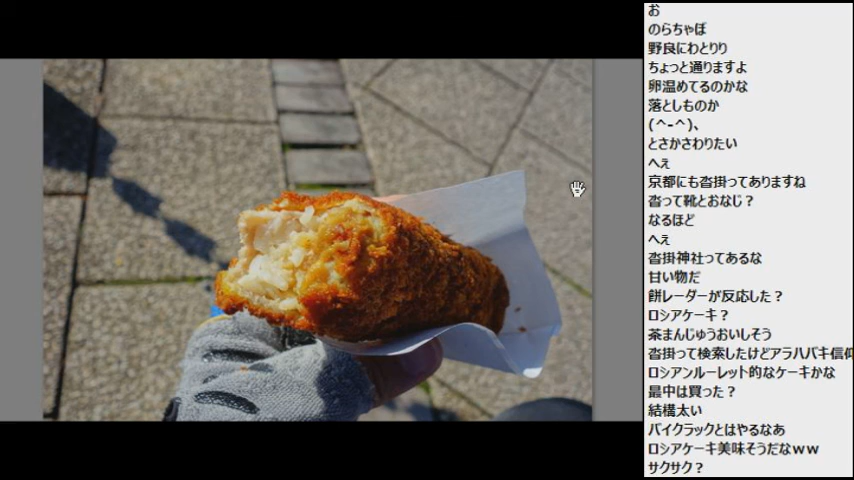 お
のらちゃぼ
野良にわとりり
ちょっと通りますよ
卵温めてるのかな
落としものか
(^-^)、
とさかさわりたい
へぇ
京都にも沓掛ってありますね
沓って靴とおなじ？
なるほど
へぇ
沓掛神社ってあるな
甘い物だ
餅レーダーが反応した？
ロシアケーキ？
茶まんじゅうおいしそう
沓掛って検索したけどアラハバキ信仰
ロシアンルーレット的なケーキかな
最中は買った？
結構太い
バイクラックとはやるなあ
ロシアケーキ美味そうだなｗｗ
サクサク？